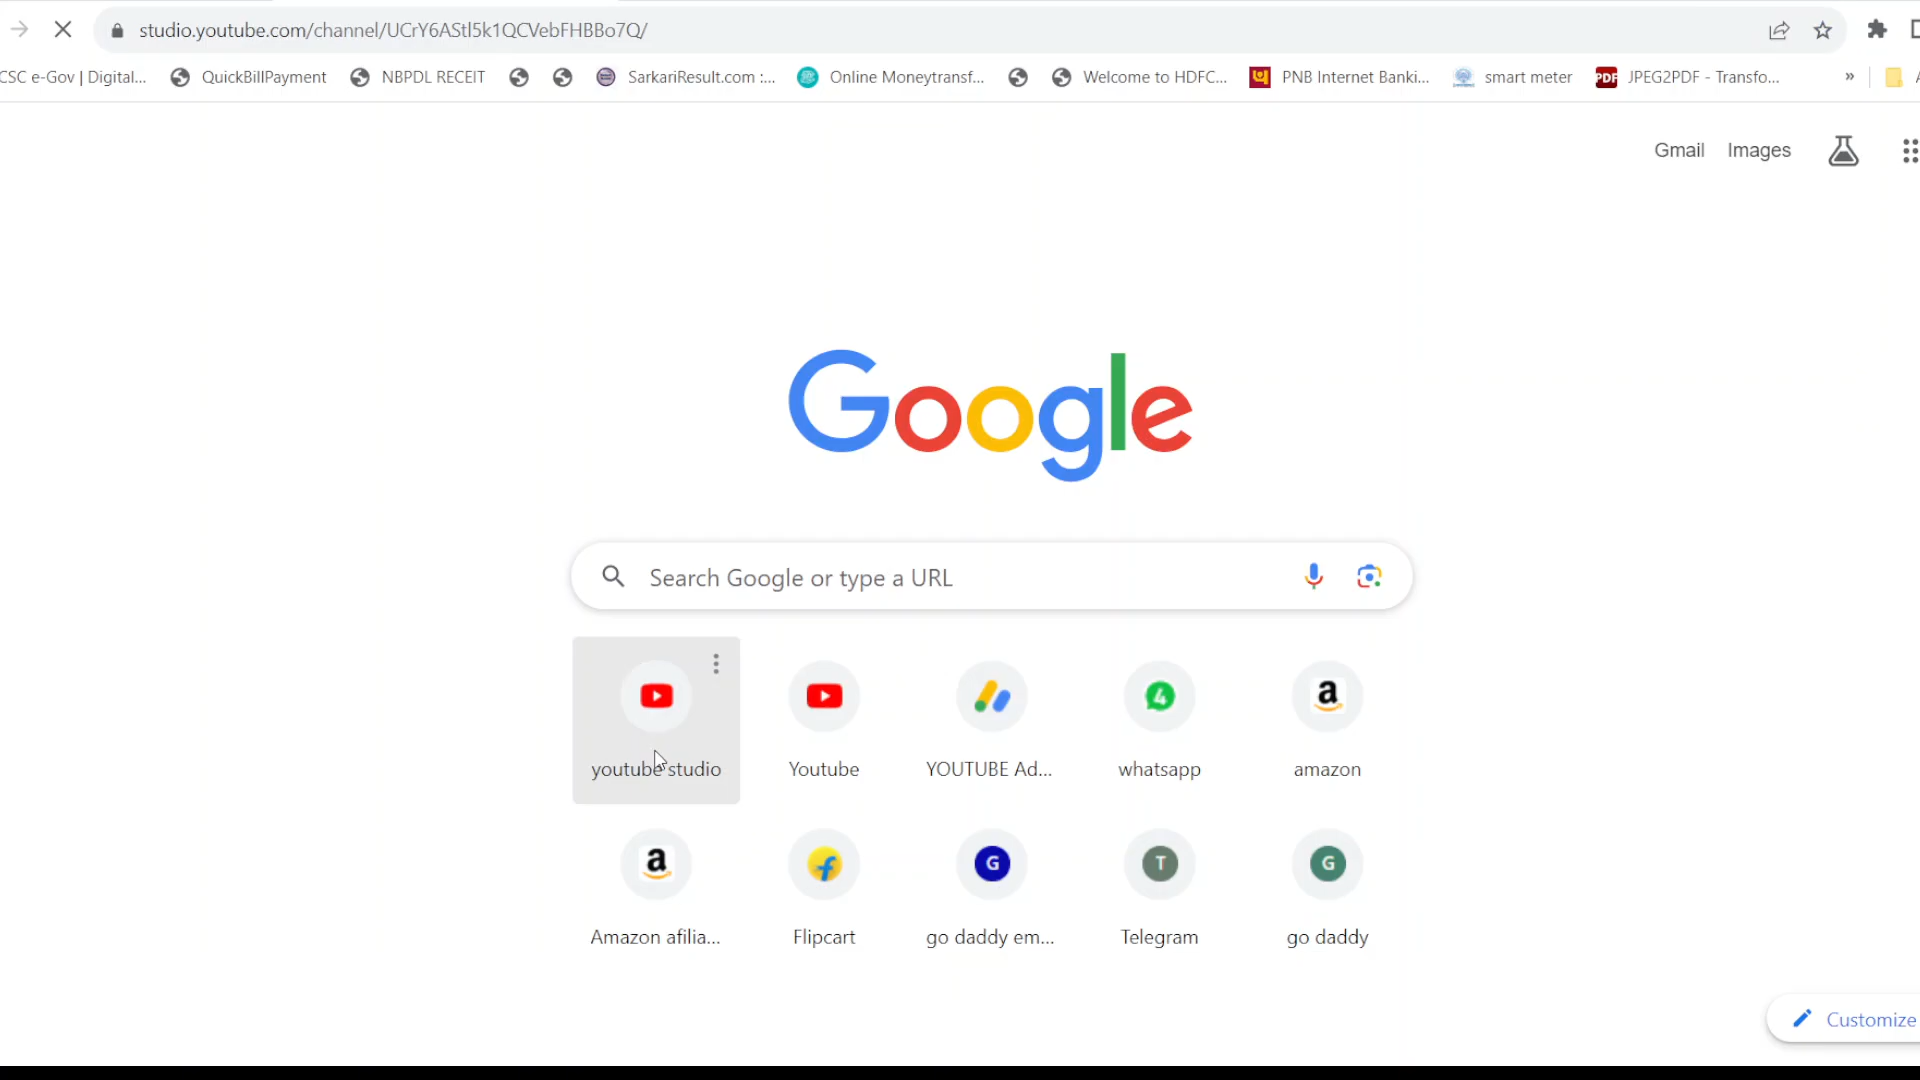 studio.youtube.com/channel/UCrY6AStl5k1QCVebFHBBo7Q/
CSC e-Gov | Digital... QuickBillPayment NBPDL RECEIT SarkariResult.com :... Online Moneytransf... Welcome to HDFC... PNB Internet Banki... smart meter PDF JPEG2PDF - Transfo... »
Gmail Images
Google
Search Google or type a URL
youtube studio Youtube YOUTUBE Ad... whatsapp amazon
Amazon afilia... Flipcart go daddy em... Telegram go daddy
Customize